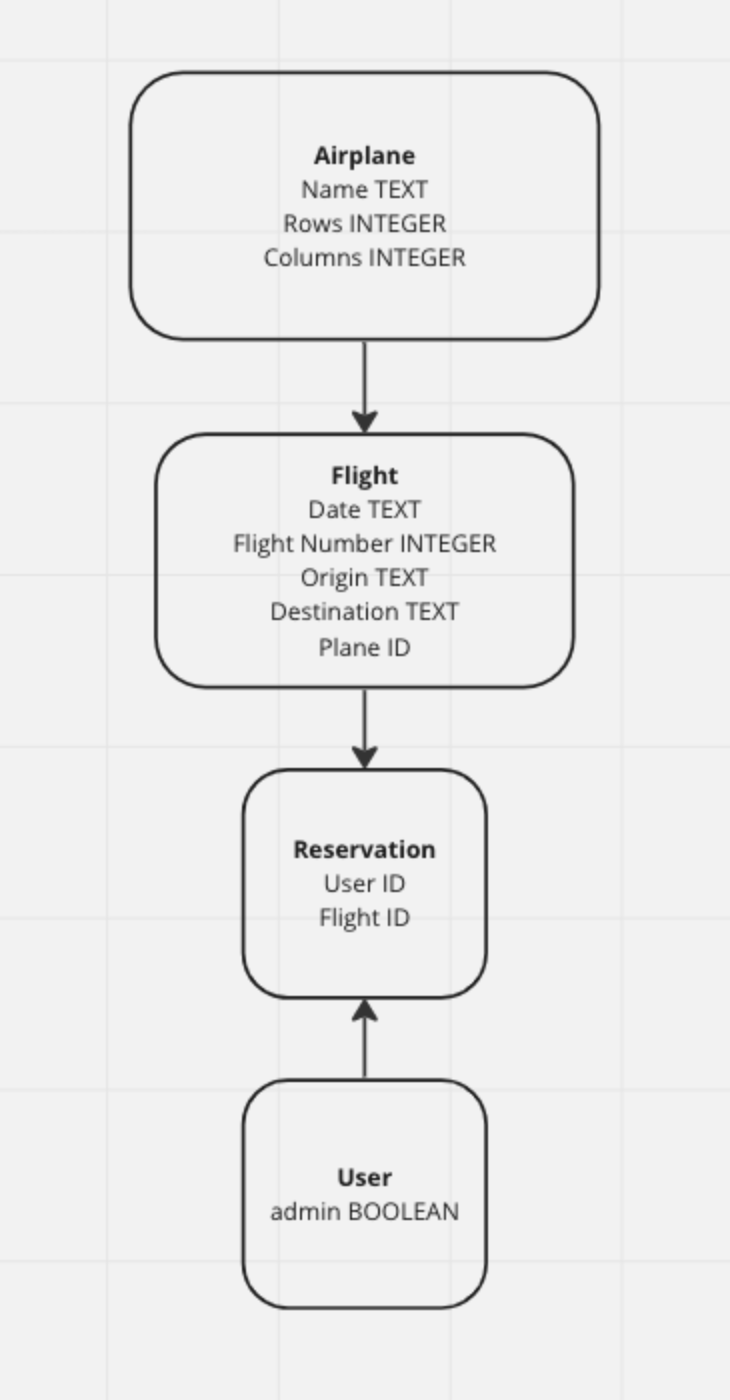 Airplane
Name TEXT
Rows INTEGER
Columns INTEGER
Flight
Date TEXT
Flight Number INTEGER
Origin TEXT
Destination TEXT
Plane ID
Reservation
User ID
Flight ID
User
admin BOOLEAN